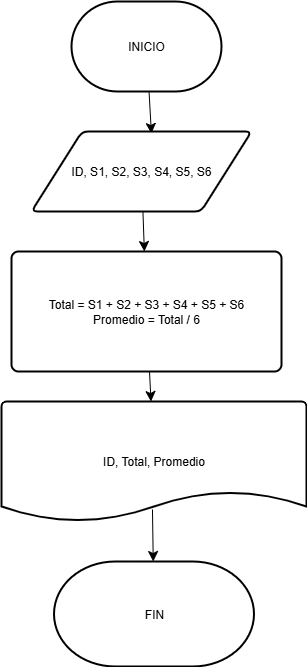 INICIO
ID, S1, S2, S3, S4, S5, S6
Total = S1 + S2 + S3 + S4 + S5 + S6
Promedio = Total / 6
ID, Total, Promedio
FIN